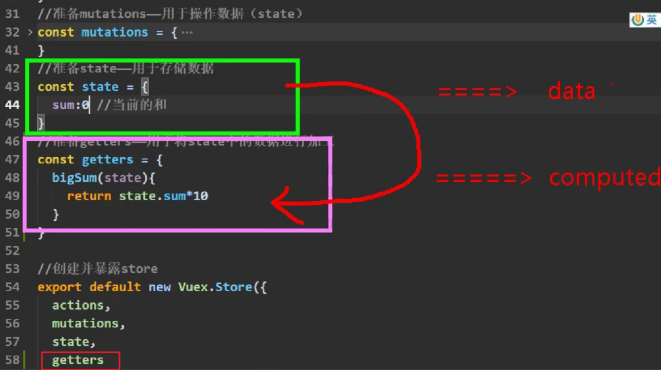 31 //准备mutations——用于操作数据（state）
32 > const mutations = { ···
41 }
42 //准备state——用于存储数据
43 const state = { ====> data
44 sum:0 //当前的和
45 }
46 //准备getters——用于将state中的数据进行加
47 const getters = {
48 bigSum(state){ =====> computed
49 return state.sum*10
50 }
51 }
52
53 //创建并暴露store
54 export default new Vuex.Store({
55 actions,
56 mutations,
57 state,
58 getters
英